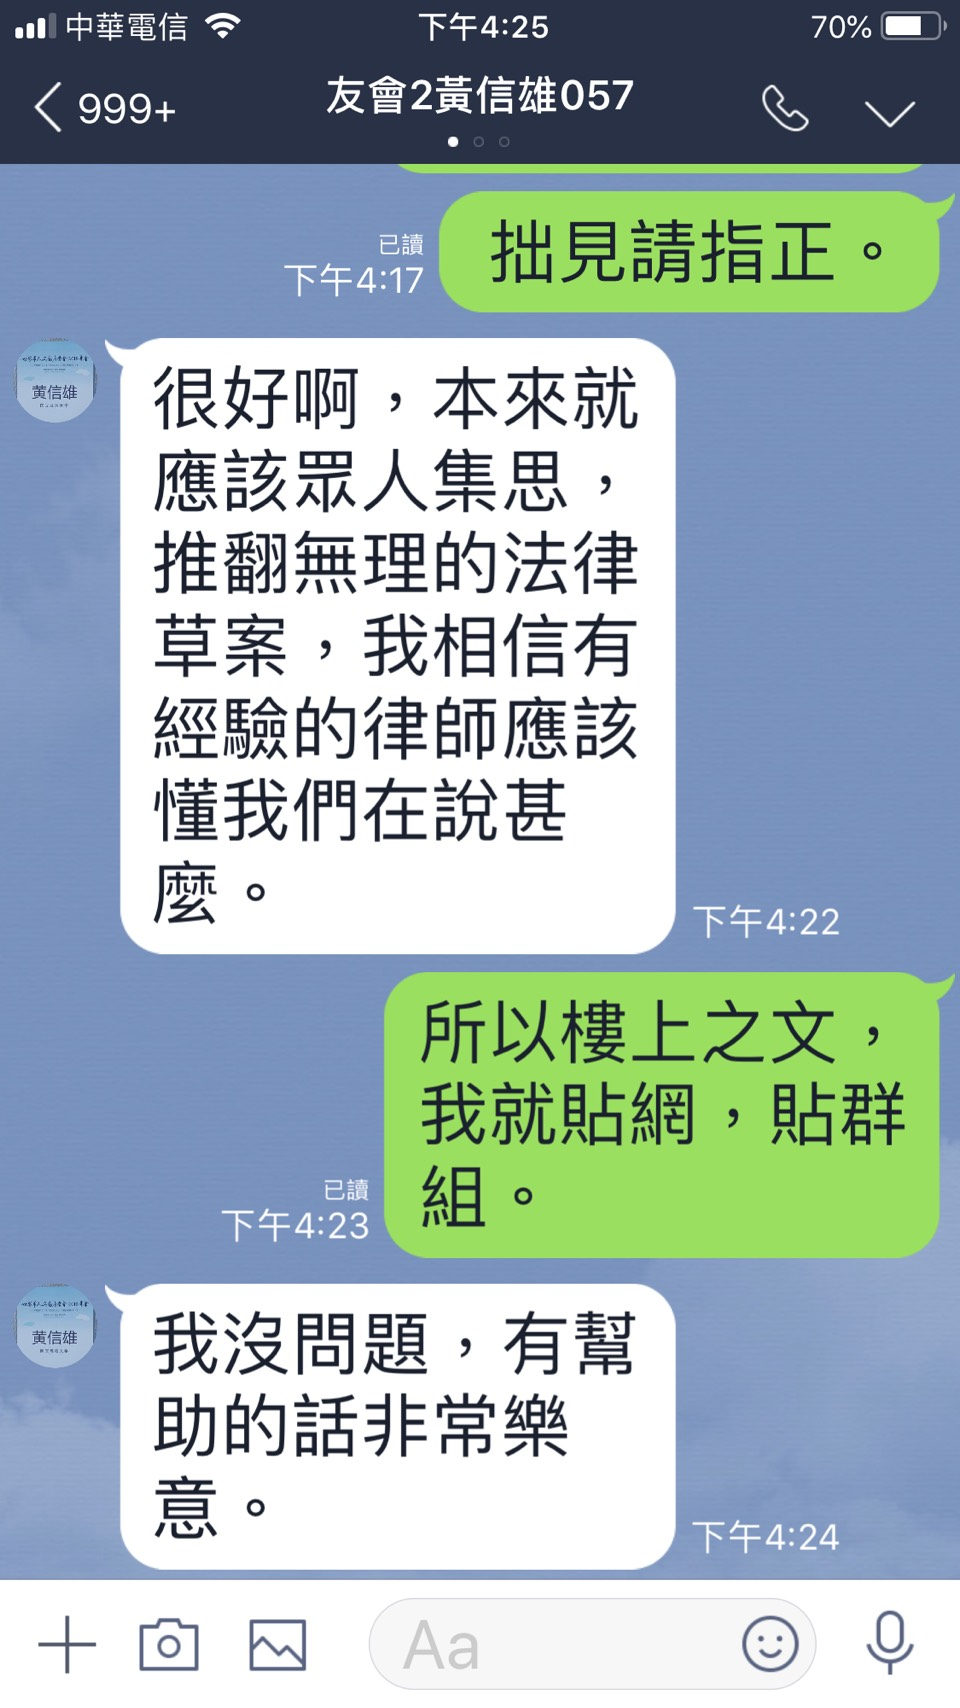 中華電信 下午4:25 70%
999+ 友會2黃信雄057
拙見請指正。
已讀
下午4:17
黃信雄
很好啊，本來就
應該眾人集思，
推翻無理的法律
草案，我相信有
經驗的律師應該
懂我們在說甚
麼。
下午4:22
所以樓上之文，
我就貼網，貼群
組。
已讀
下午4:23
黃信雄
我沒問題，有幫
助的話非常樂
意。
下午4:24
Aa